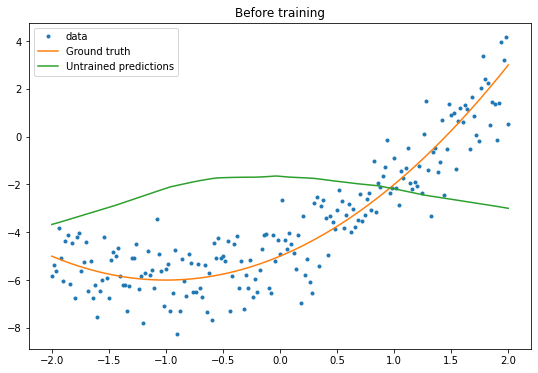 Before training
data
Ground truth
Untrained predictions
4
2
0
−2
−4
−6
−8
−2.0 −1.5 −1.0 −0.5 0.0 0.5 1.0 1.5 2.0